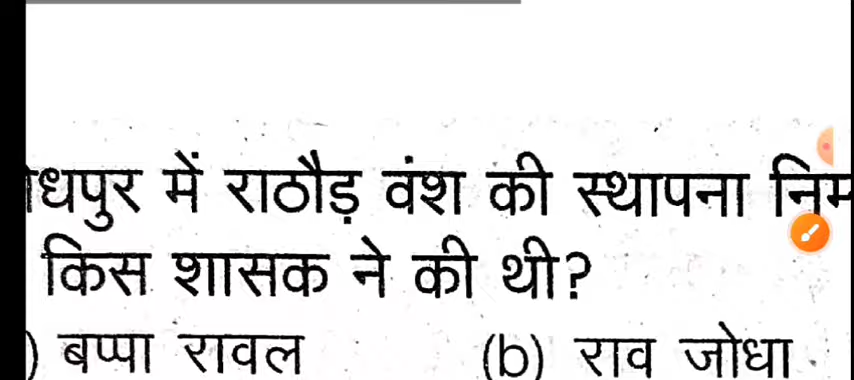 ोधपुर में राठौड़ वंश की स्थापना निम
किस शासक ने की थी?
) बप्पा रावल (b) राव जोधा